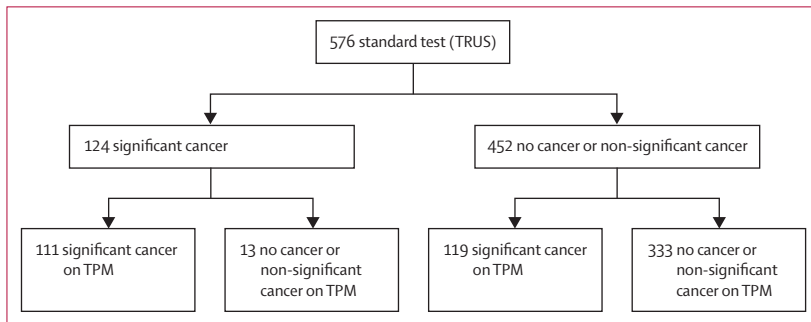 576 standard test (TRUS)
124 significant cancer
452 no cancer or non-significant cancer
111 significant cancer
on TPM
13 no cancer or
non-significant
cancer on TPM
119 significant cancer
on TPM
333 no cancer or
non-significant
cancer on TPM